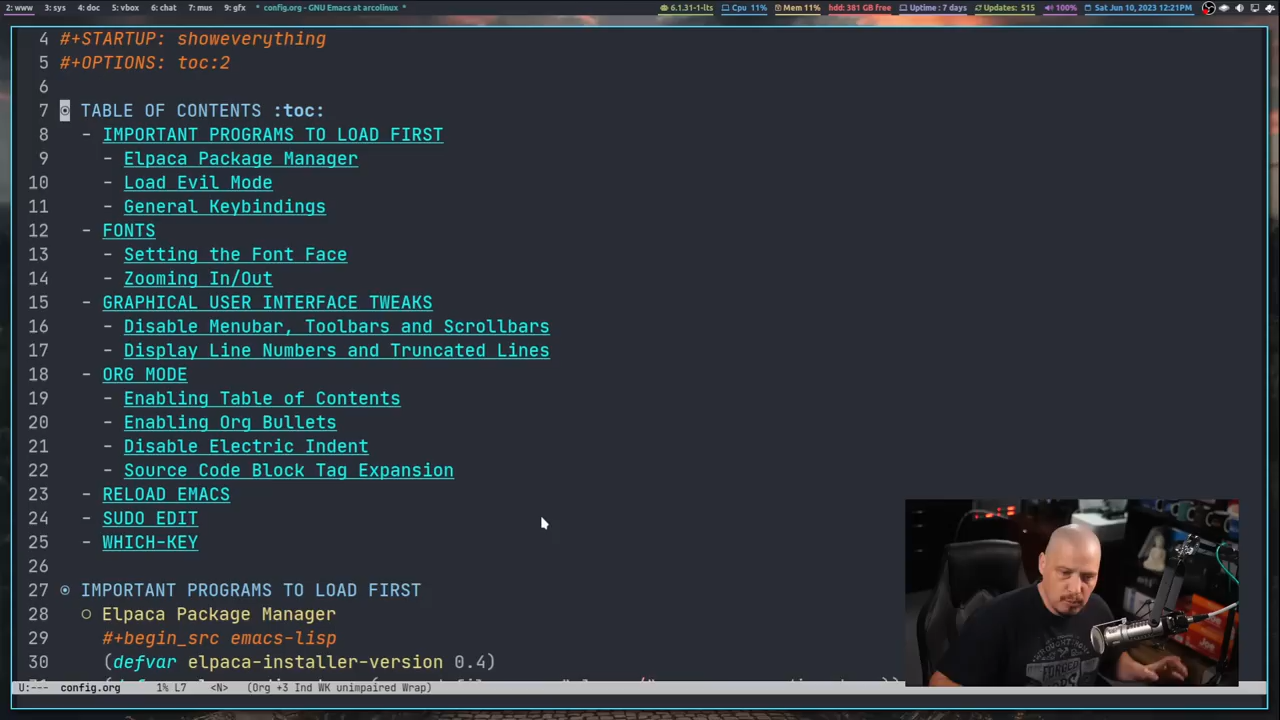 2: www 3: sys 4: doc 5: vbox 6: chat 7: mus 9: gfx * config.org - GNU Emacs at arcolinux * 6.1.31-1-lts Cpu 11% Mem 11% hdd: 381 GB free Uptime : 7 days Updates: 515 100% Sat Jun 10, 2023 12:21PM
4 #+STARTUP: showeverything
5 #+OPTIONS: toc:2
6
7 TABLE OF CONTENTS :toc:
8 - IMPORTANT PROGRAMS TO LOAD FIRST
9 - Elpaca Package Manager
10 - Load Evil Mode
11 - General Keybindings
12 - FONTS
13 - Setting the Font Face
14 - Zooming In/Out
15 - GRAPHICAL USER INTERFACE TWEAKS
16 - Disable Menubar, Toolbars and Scrollbars
17 - Display Line Numbers and Truncated Lines
18 - ORG MODE
19 - Enabling Table of Contents
20 - Enabling Org Bullets
21 - Disable Electric Indent
22 - Source Code Block Tag Expansion
23 - RELOAD EMACS
24 - SUDO EDIT
25 - WHICH-KEY
26
27 IMPORTANT PROGRAMS TO LOAD FIRST
28 Elpaca Package Manager
29 #+begin_src emacs-lisp
30 (defvar elpaca-installer-version 0.4)
U:--- config.org 1% L7 <N> (Org +3 Ind WK unimpaired Wrap)